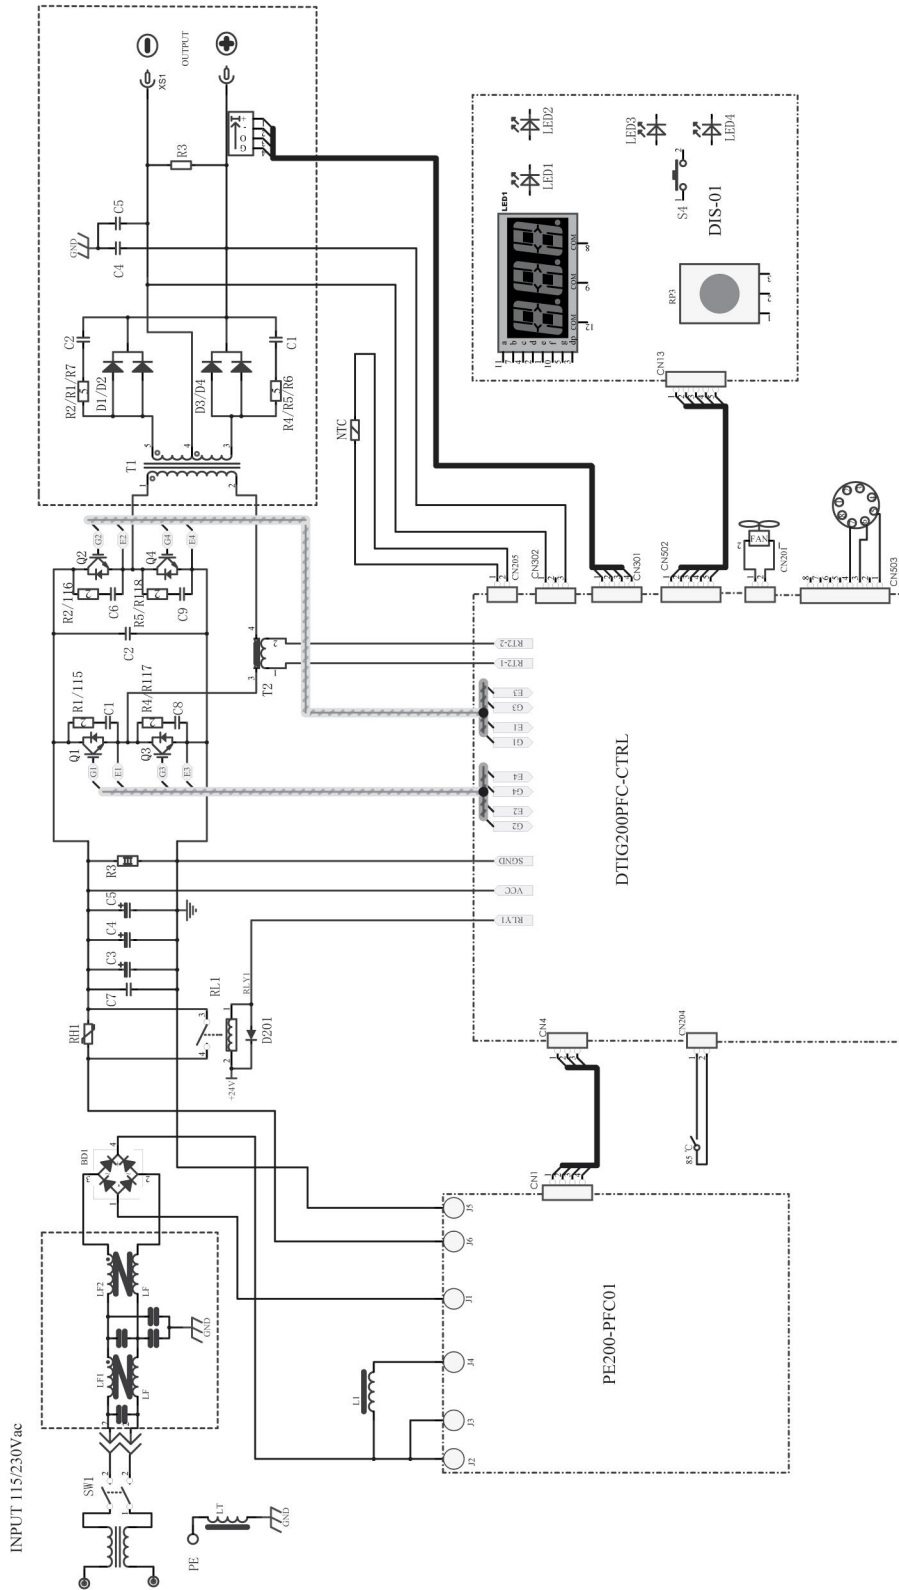 INPUT 115/230Vac
SW1
PE
LT
GND
LF1
LF
LF2
LF
GND
BD1
RH1
C7
C3
C4
C5
R3
RL1
RLY1
D201
+24V
Q1
R1/115
C1
Q3
R4/R117
C8
G1
E1
G3
E3
C2
Q2
R2/116
C6
Q4
R5/R118
C9
G2
E2
G4
E4
T2
T1
R2/R1/R7
C2
D1/D2
D3/D4
R4/R5/R6
C1
GND
C4
C5
R3
XS1
OUTPUT
NTC
L1
J2
J3
J4
J1
J6
J5
PE200-PFC01
CN1
CN4
CN204
85 ℃
RLY1
VCC
SGND
G2
E2
G4
E4
G1
E1
G3
E3
RT2-1
RT2-2
DTIG200PFC-CTRL
CN205
CN302
CN301
CN502
CN201
FAN
CN503
CN13
LED1
a
b
c
d
e
f
g
dp
COM
COM
COM
12
9
8
LED1
LED2
LED3
LED4
S4
RP3
DIS-01